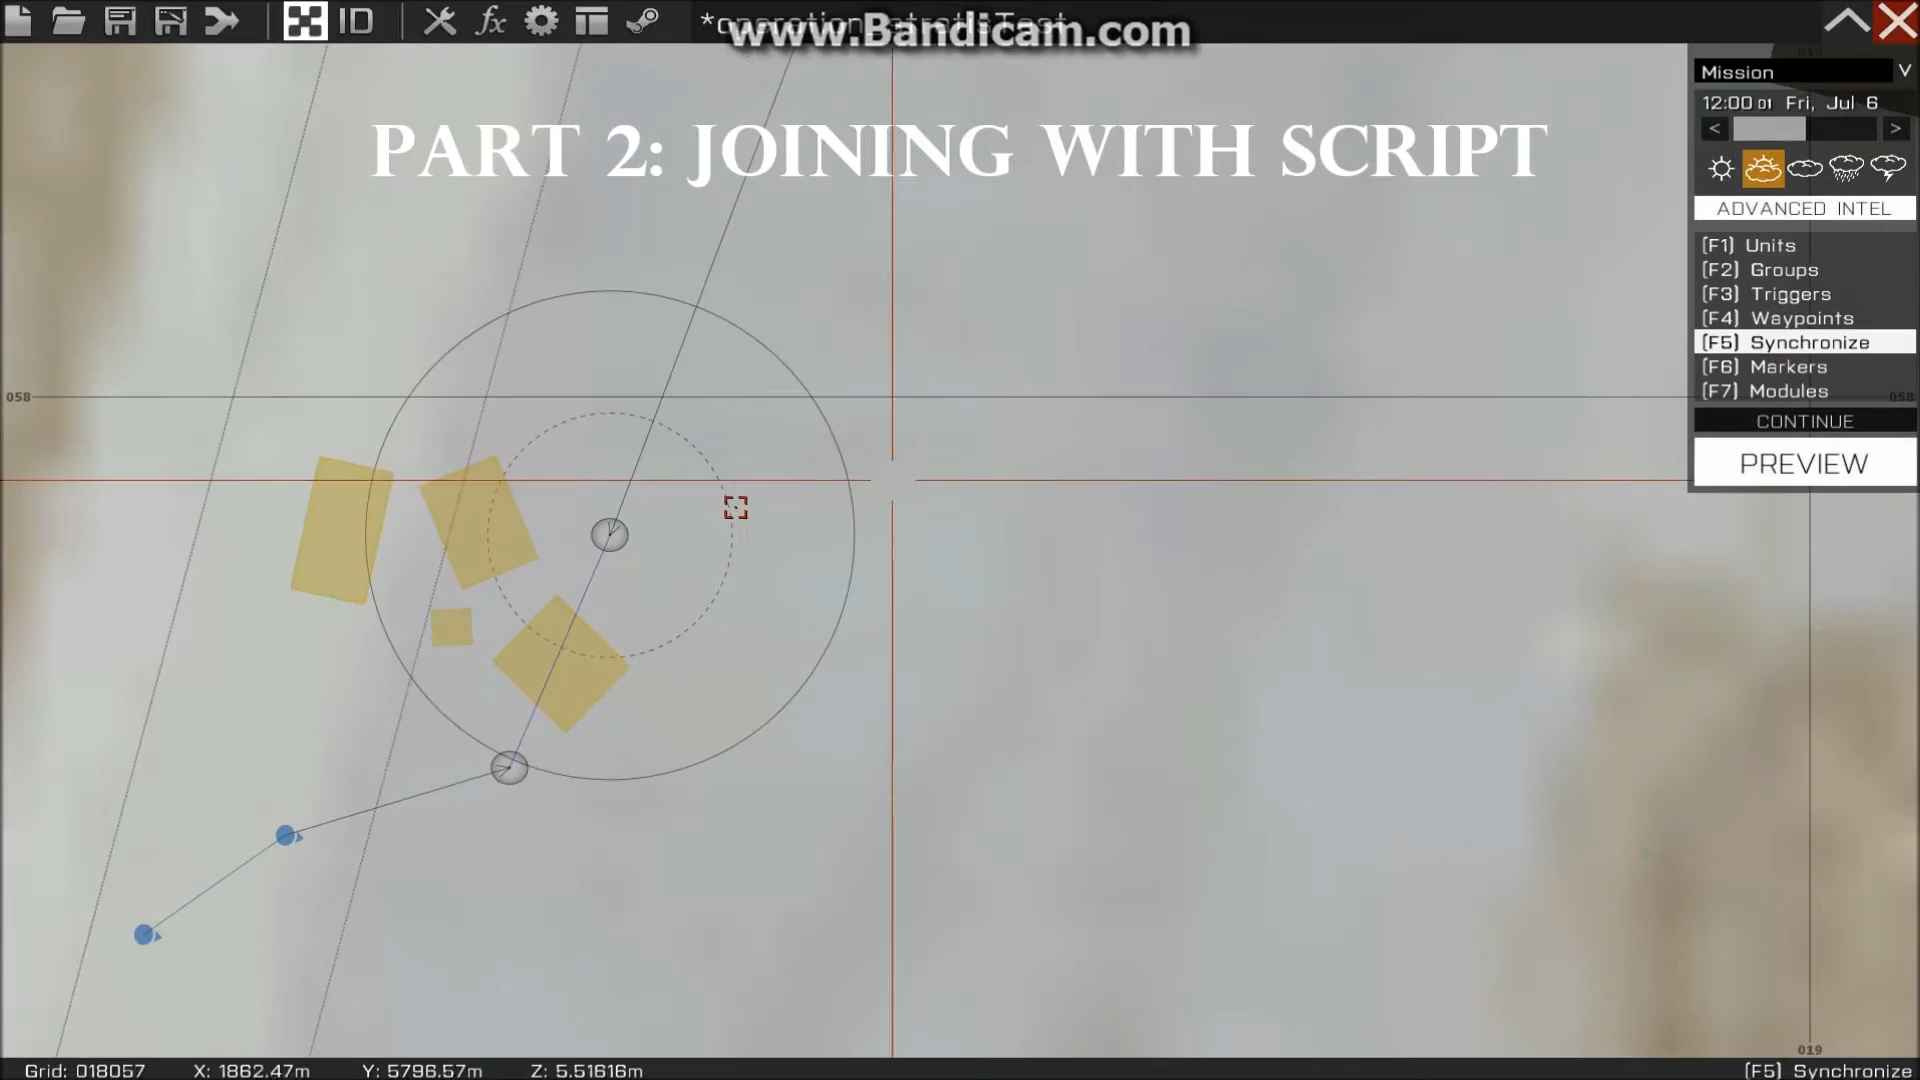 ID
fx
www.Bandicam.com
PART 2: JOINING WITH SCRIPT
Mission
V
12:00 01 Fri, Jul 6
< >
ADVANCED INTEL
(F1) Units
(F2) Groups
(F3) Triggers
(F4) Waypoints
(F5) Synchronize
(F6) Markers
(F7) Modules
CONTINUE
PREVIEW
058
058
019
Grid: 018057 X: 1862.47m Y: 5796.57m Z: 5.51616m (F5) Synchronize